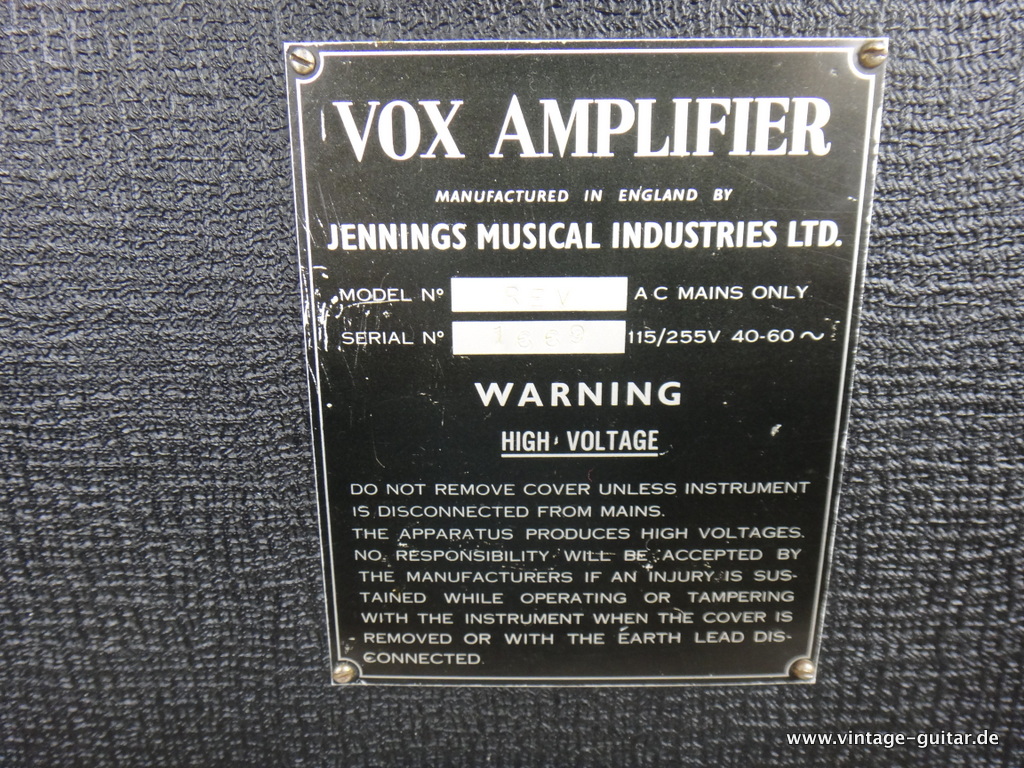 VOX AMPLIFIER
MANUFACTURED IN ENGLAND BY
JENNINGS MUSICAL INDUSTRIES LTD.
MODEL Nº A·C MAINS ONLY
SERIAL Nº 115/255V 40-60 ~
WARNING
HIGH VOLTAGE
DO NOT REMOVE COVER UNLESS INSTRUMENT
IS DISCONNECTED FROM MAINS.
THE APPARATUS PRODUCES HIGH VOLTAGES.
NO RESPONSIBILITY WILL BE ACCEPTED BY
THE MANUFACTURERS IF AN INJURY IS SUS-
TAINED WHILE OPERATING OR TAMPERING
WITH THE INSTRUMENT WHEN THE COVER IS
REMOVED OR WITH THE EARTH LEAD DIS-
CONNECTED.
www.vintage-guitar.de